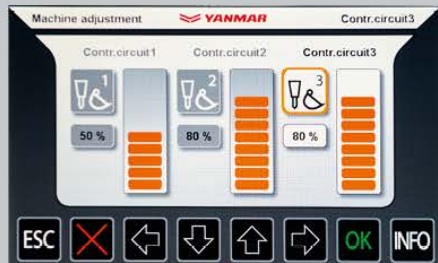 Machine adjustment YANMAR Contr.circuit3
Contr.circuit1 Contr.circuit2 Contr.circuit3
1 2 3
50 % 80 % 80 %
ESC OK INFO